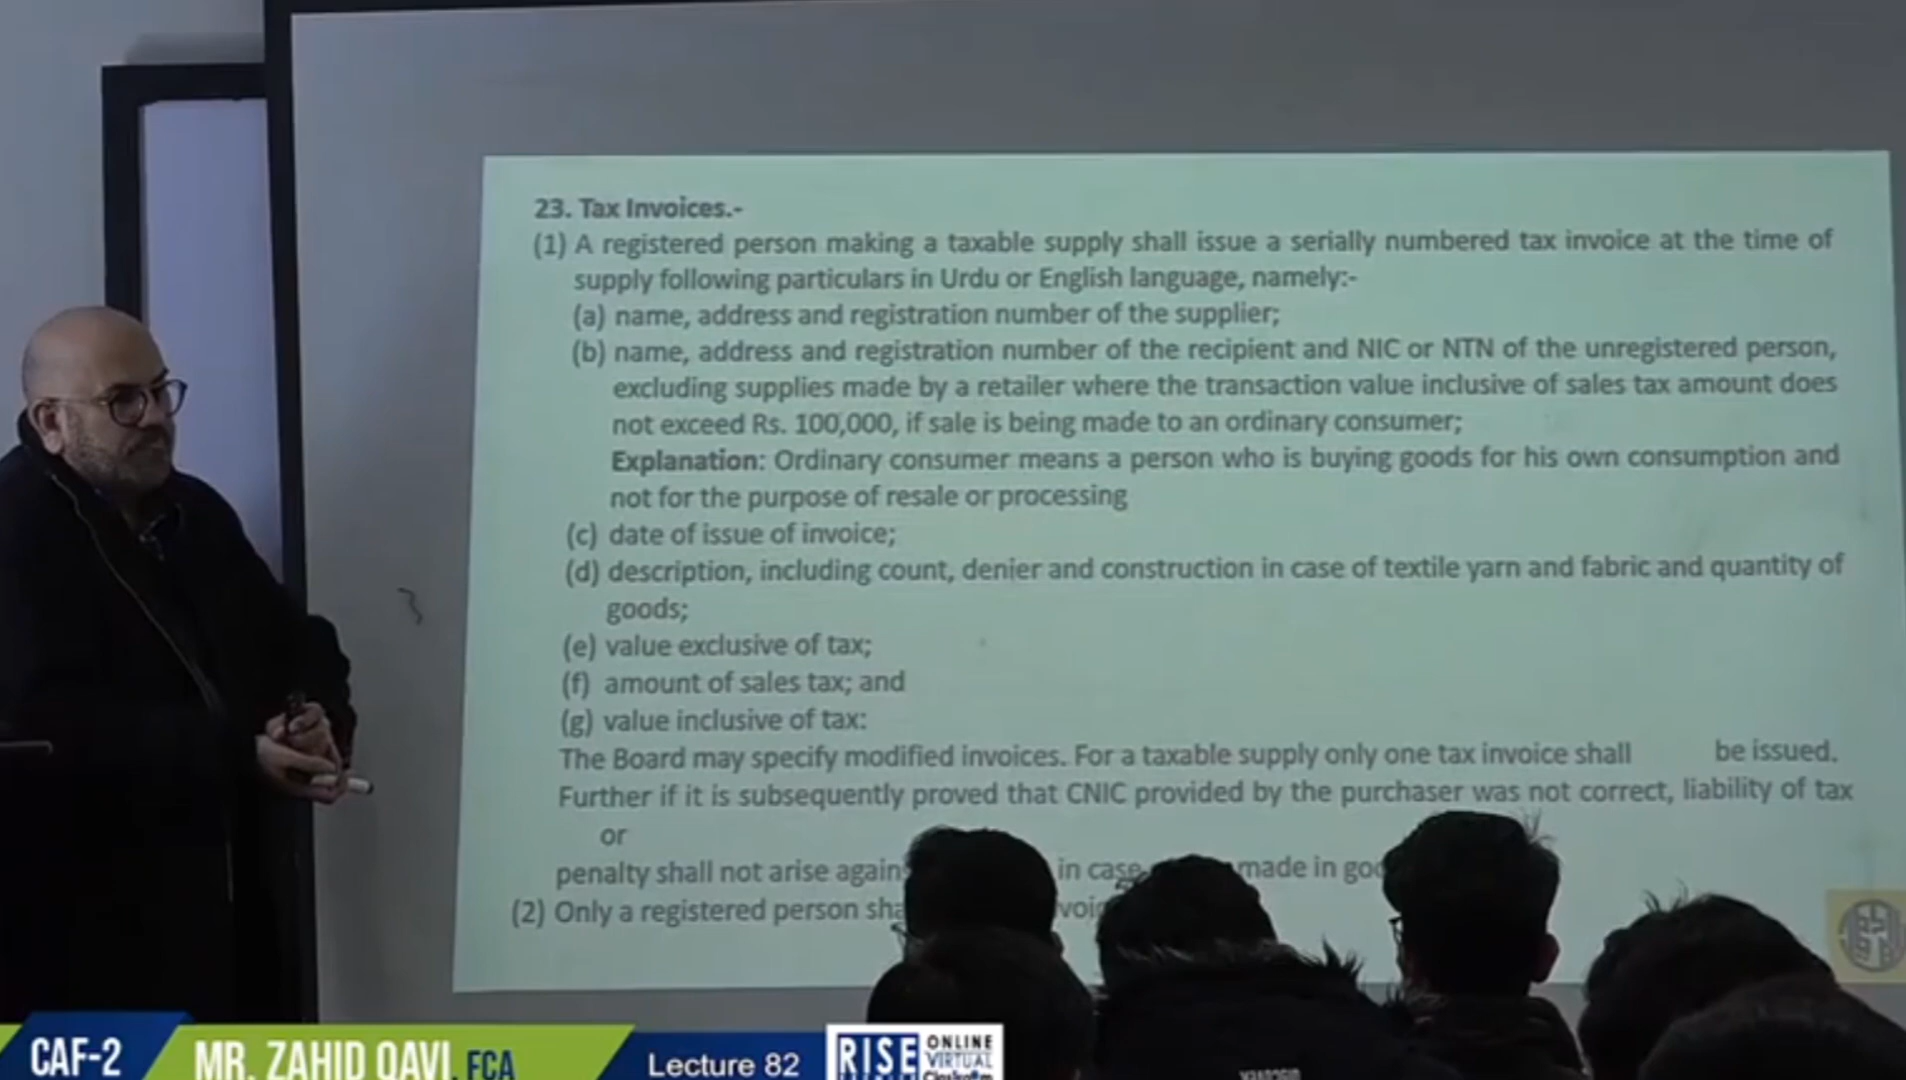 23. Tax Invoices.-
(1) A registered person making a taxable supply shall issue a serially numbered tax invoice at the time of
supply following particulars in Urdu or English language, namely:-
(a) name, address and registration number of the supplier;
(b) name, address and registration number of the recipient and NIC or NTN of the unregistered person,
excluding supplies made by a retailer where the transaction value inclusive of sales tax amount does
not exceed Rs. 100,000, if sale is being made to an ordinary consumer;
Explanation: Ordinary consumer means a person who is buying goods for his own consumption and
not for the purpose of resale or processing
(c) date of issue of invoice;
(d) description, including count, denier and construction in case of textile yarn and fabric and quantity of
goods;
(e) value exclusive of tax;
(f) amount of sales tax; and
(g) value inclusive of tax:
The Board may specify modified invoices. For a taxable supply only one tax invoice shall be issued.
Further if it is subsequently proved that CNIC provided by the purchaser was not correct, liability of tax
or
penalty shall not arise in case made in
(2) Only a registered person
CAF-2 MR. ZAHID QAVI, FCA Lecture 82 RISE ONLINE
VIRTUAL